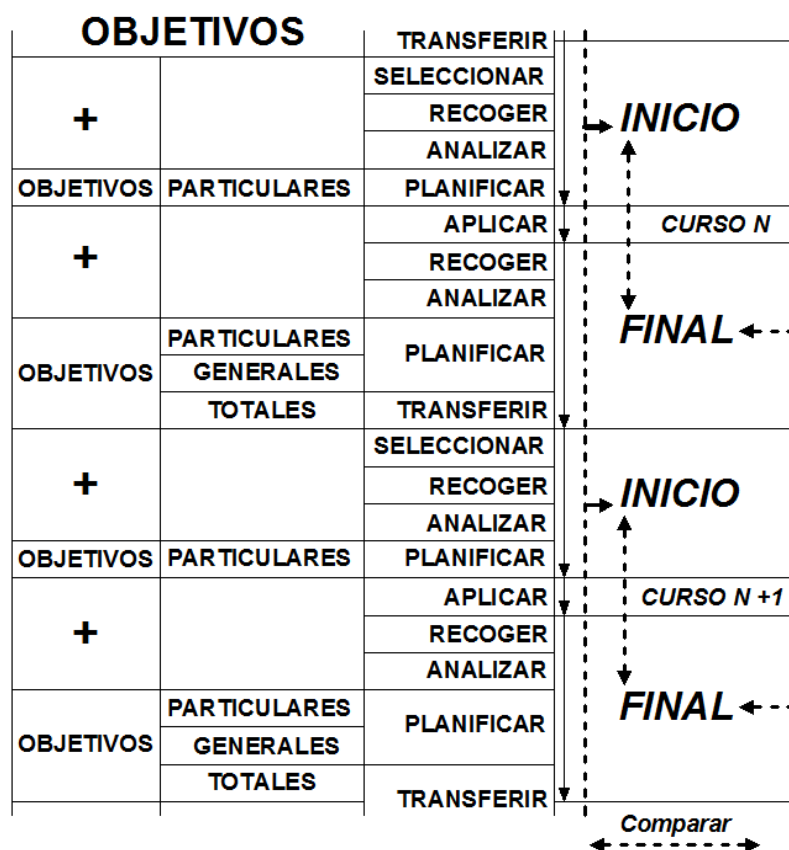 OBJETIVOS
TRANSFERIR
SELECCIONAR
+
RECOGER
INICIO
ANALIZAR
OBJETIVOS PARTICULARES PLANIFICAR
APLICAR CURSO N
+
RECOGER
ANALIZAR
PARTICULARES
FINAL
PLANIFICAR
OBJETIVOS
GENERALES
TOTALES TRANSFERIR
SELECCIONAR
+
RECOGER
INICIO
ANALIZAR
OBJETIVOS PARTICULARES PLANIFICAR
APLICAR CURSO N +1
+
RECOGER
ANALIZAR
PARTICULARES
FINAL
PLANIFICAR
OBJETIVOS
GENERALES
TOTALES
TRANSFERIR
Comparar